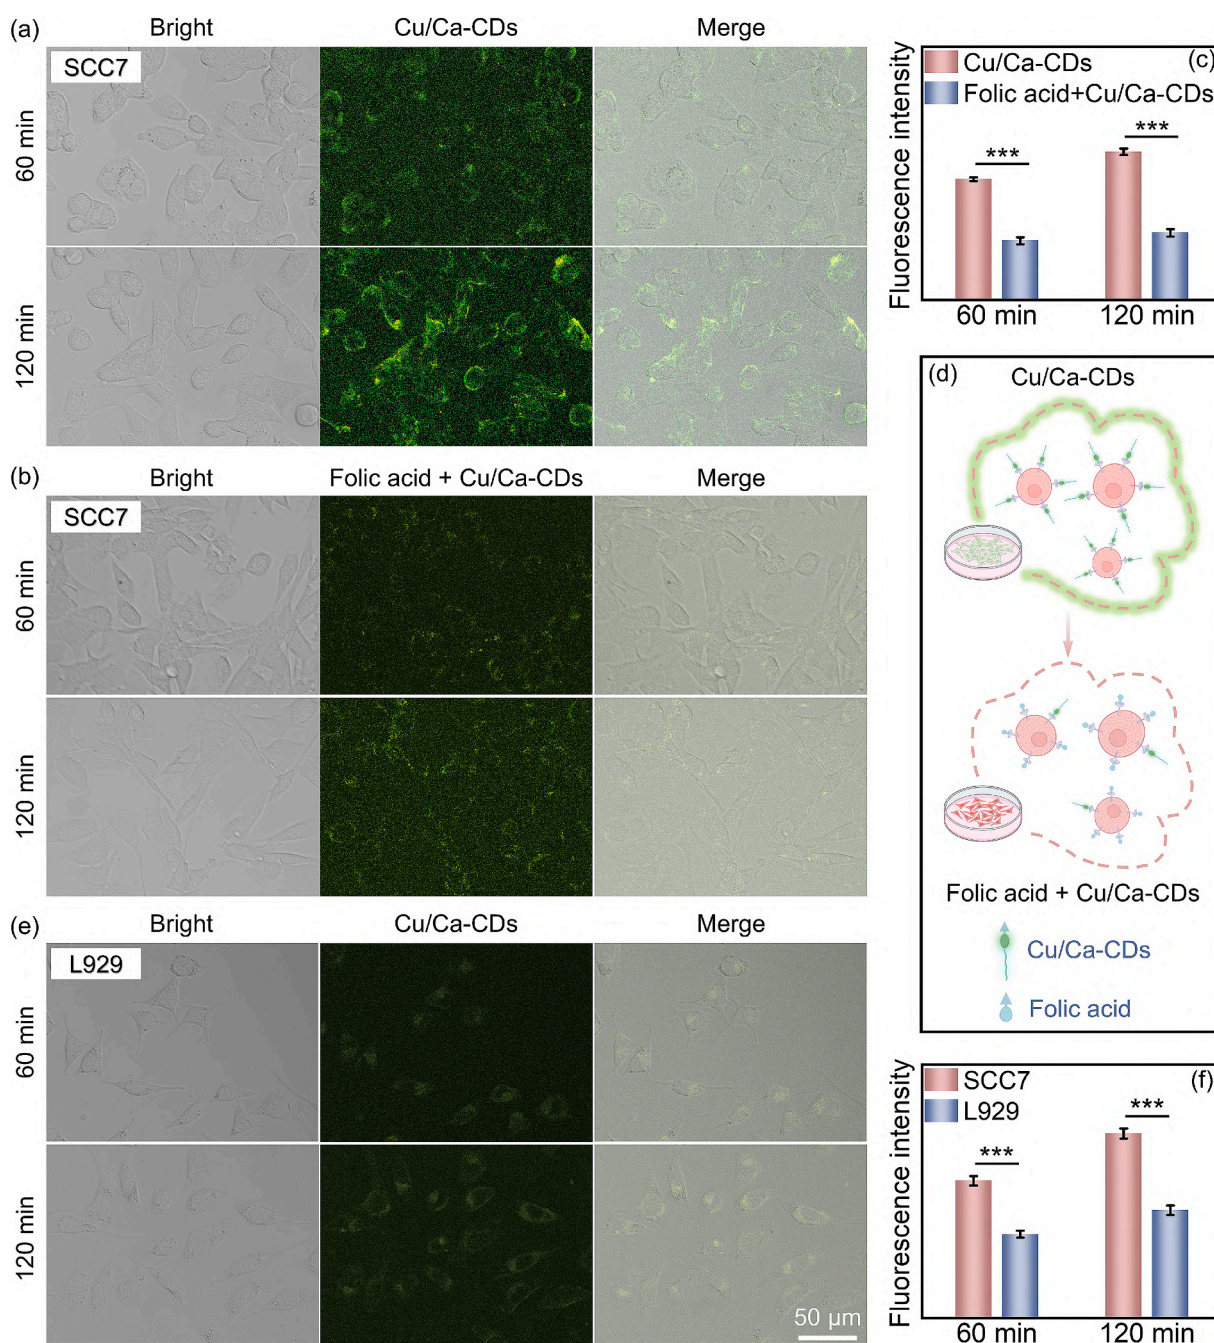 (a)
Bright
Cu/Ca-CDs
Merge
SCC7
60 min
120 min
(b)
Bright
Folic acid + Cu/Ca-CDs
Merge
SCC7
60 min
120 min
(e)
Bright
Cu/Ca-CDs
Merge
L929
60 min
120 min
50 µm
(c)
Cu/Ca-CDs
Folic acid+Cu/Ca-CDs
Fluorescence intensity
***
***
60 min
120 min
(d)
Cu/Ca-CDs
Folic acid + Cu/Ca-CDs
Cu/Ca-CDs
Folic acid
(f)
SCC7
L929
Fluorescence intensity
***
***
60 min
120 min